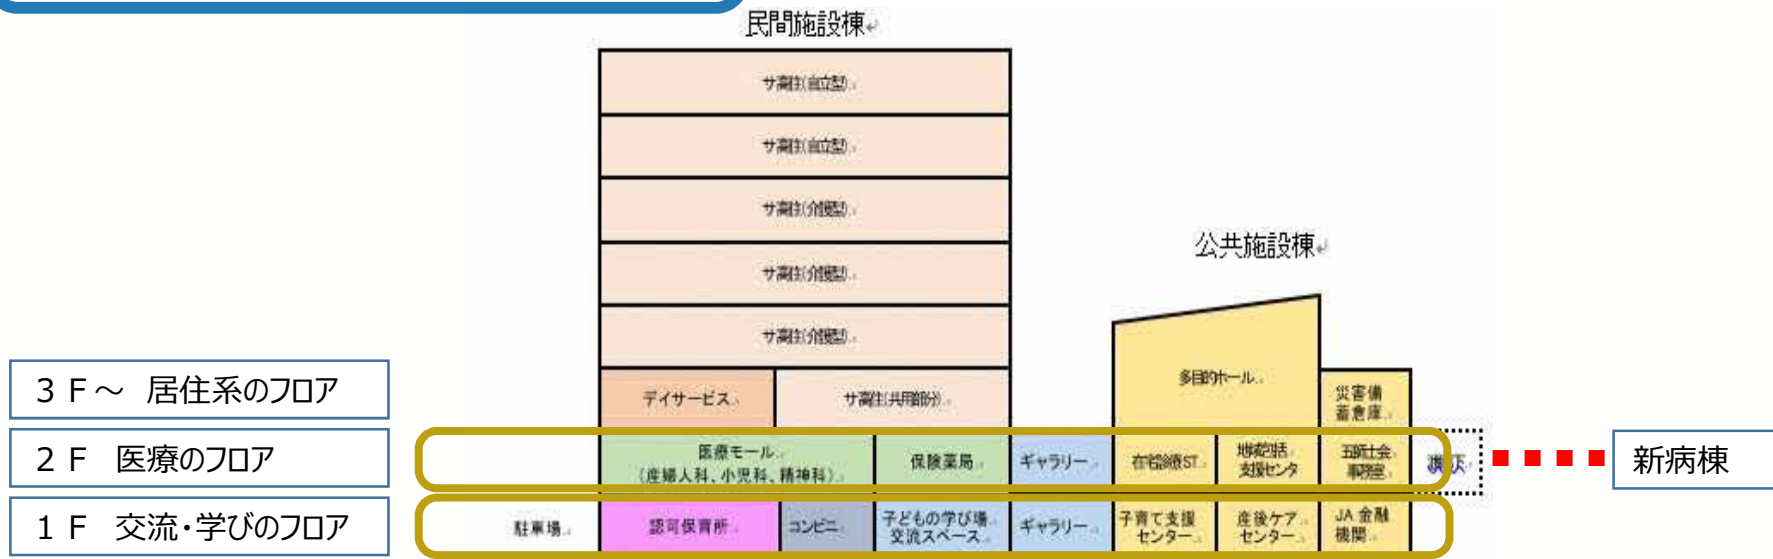 民間施設棟
サ高住(自立型)
サ高住(自立型)
サ高住(介護型)
サ高住(介護型)
サ高住(介護型)
公共施設棟
3F～ 居住系のフロア
デイサービス
サ高住(共用部分)
多目的ホール
災害備
蓄倉庫
2F 医療のフロア
医療モール
(産婦人科、小児科、精神科)
保険薬局
ギャラリー
在宅診療ST
地域包括
支援センタ
五師士会
事務室
新病棟
1F 交流・学びのフロア
駐車場
認可保育所
コンビニ
子どもの学び場
交流スペース
ギャラリー
子育て支援
センター
産後ケア
センター
JA 金融
機関